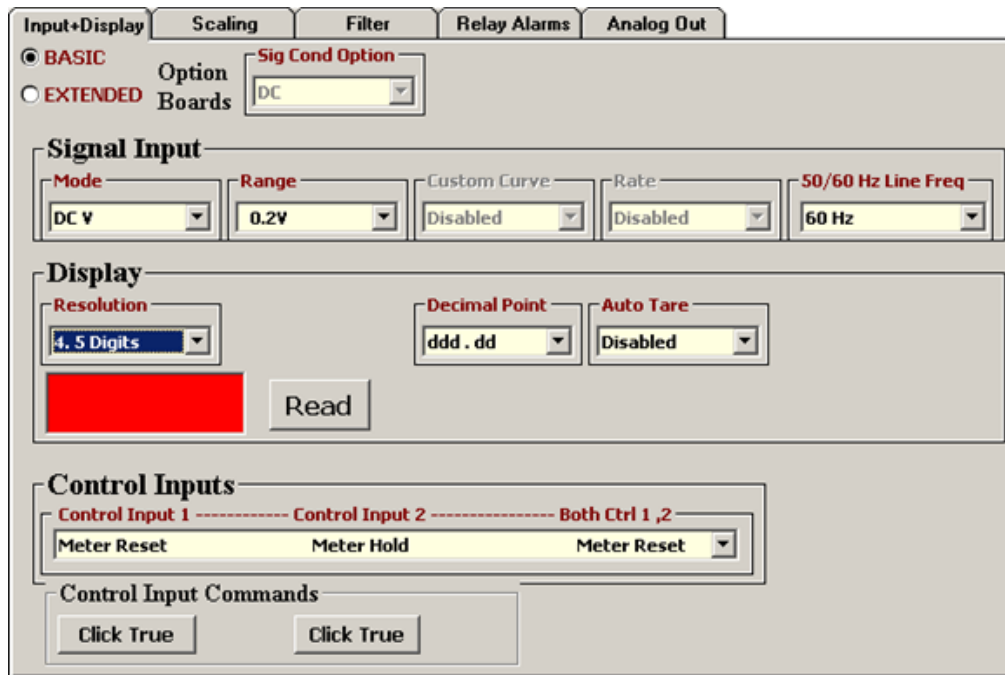 Input+Display Scaling Filter Relay Alarms Analog Out
BASIC
EXTENDED
Option
Boards
Sig Cond Option
DC
Signal Input
Mode Range Custom Curve Rate 50/60 Hz Line Freq
DC V 0.2V Disabled Disabled 60 Hz
Display
Resolution Decimal Point Auto Tare
4. 5 Digits ddd . dd Disabled
Read
Control Inputs
Control Input 1 ------------ Control Input 2 ---------------- Both Ctrl 1 ,2
Meter Reset Meter Hold Meter Reset
Control Input Commands
Click True Click True